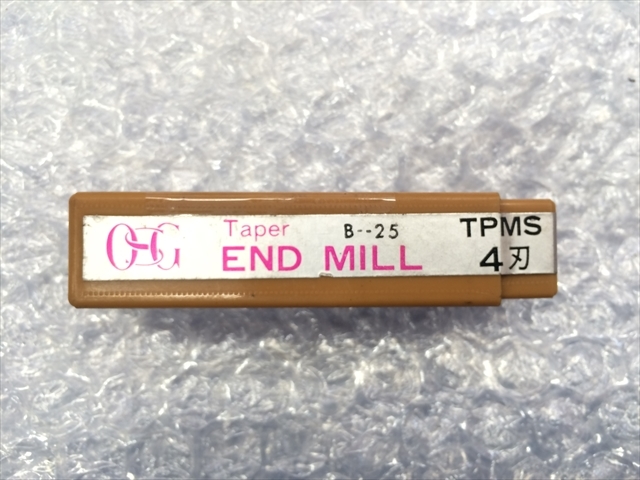 OSG Taper B--25 TPMS
END MILL 4刃